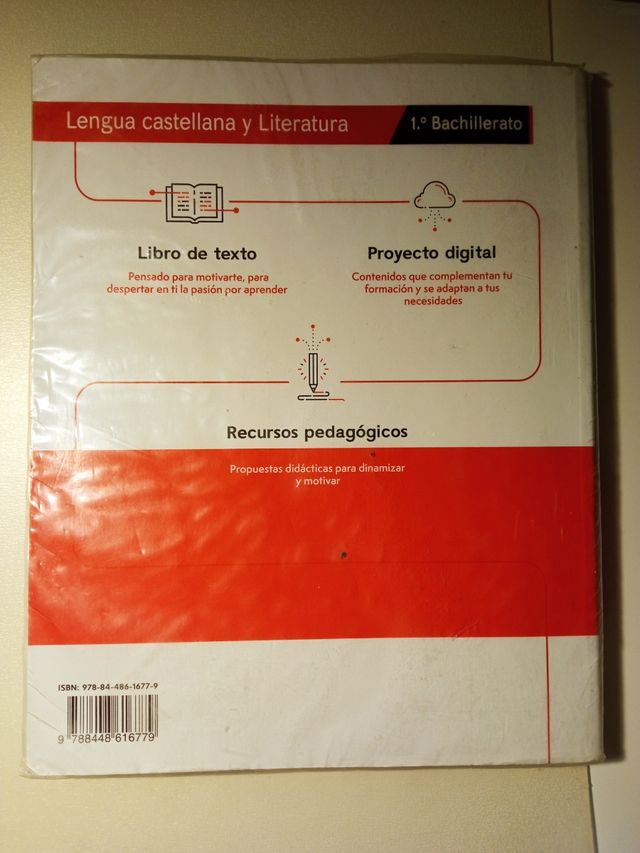 Lengua castellana y Literatura
1.º Bachillerato
Libro de texto
Pensado para motivarte, para
despertar en ti la pasión por aprender
Proyecto digital
Contenidos que complementan tu
formación y se adaptan a tus
necesidades
Recursos pedagógicos
Propuestas didácticas para dinamizar
y motivar
ISBN: 978-84-486-1677-9
9 788448 616779